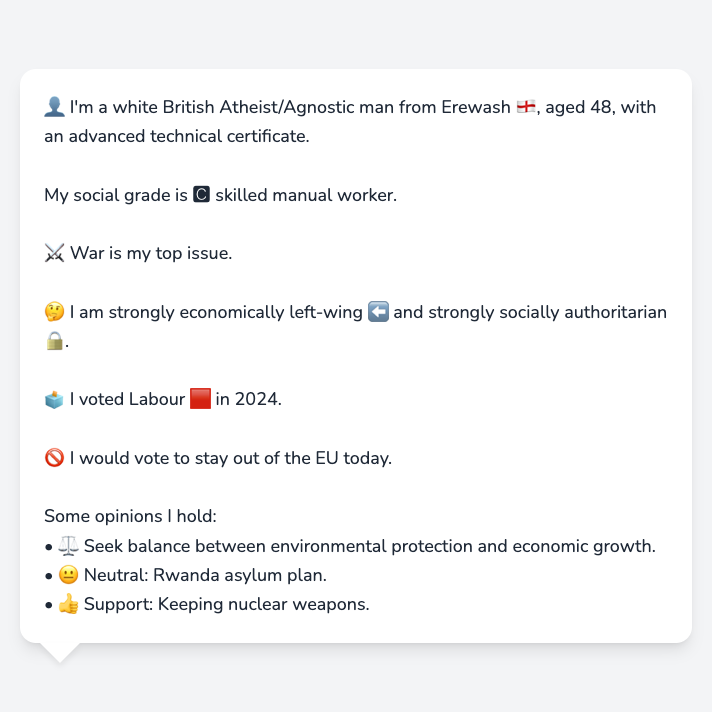 👤 I'm a white British Atheist/Agnostic man from Erewash 🏴󠁧󠁢󠁥󠁮󠁧󠁿, aged 48, with
an advanced technical certificate.
My social grade is 🅲 skilled manual worker.
⚔️ War is my top issue.
🤔 I am strongly economically left-wing ⬅️ and strongly socially authoritarian
🔒.
🗳️ I voted Labour 🟥 in 2024.
🚫 I would vote to stay out of the EU today.
Some opinions I hold:
• ⚖️ Seek balance between environmental protection and economic growth.
• 😐 Neutral: Rwanda asylum plan.
• 👍 Support: Keeping nuclear weapons.